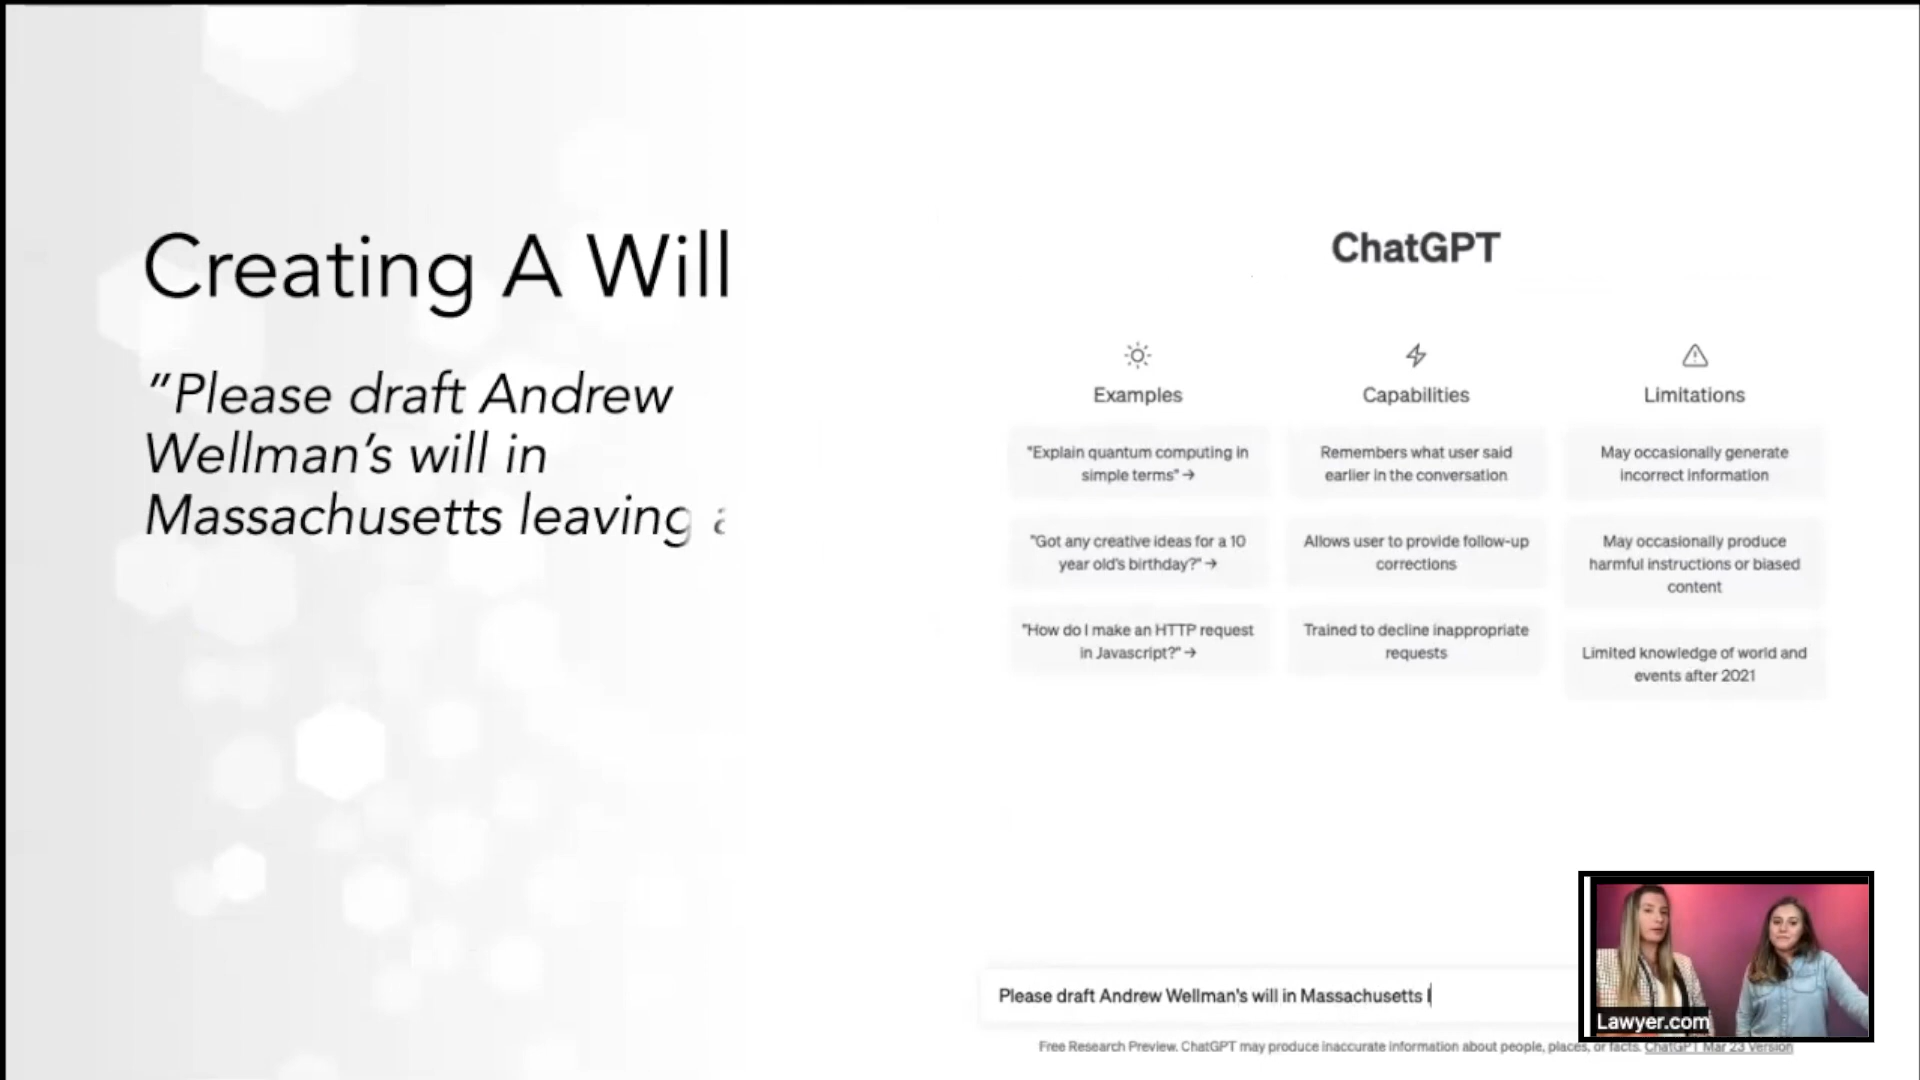 Creating A Will
"Please draft Andrew
Wellman's will in
Massachusetts leaving a
ChatGPT
Examples
"Explain quantum computing in
simple terms" →
"Got any creative ideas for a 10
year old's birthday?" →
"How do I make an HTTP request
in Javascript?" →
Capabilities
Remembers what user said
earlier in the conversation
Allows user to provide follow-up
corrections
Trained to decline inappropriate
requests
Limitations
May occasionally generate
incorrect information
May occasionally produce
harmful instructions or biased
content
Limited knowledge of world and
events after 2021
Please draft Andrew Wellman's will in Massachusetts l
Lawyer.com
Free Research Preview. ChatGPT may produce inaccurate information about people, places, or facts. ChatGPT Mar 23 Version